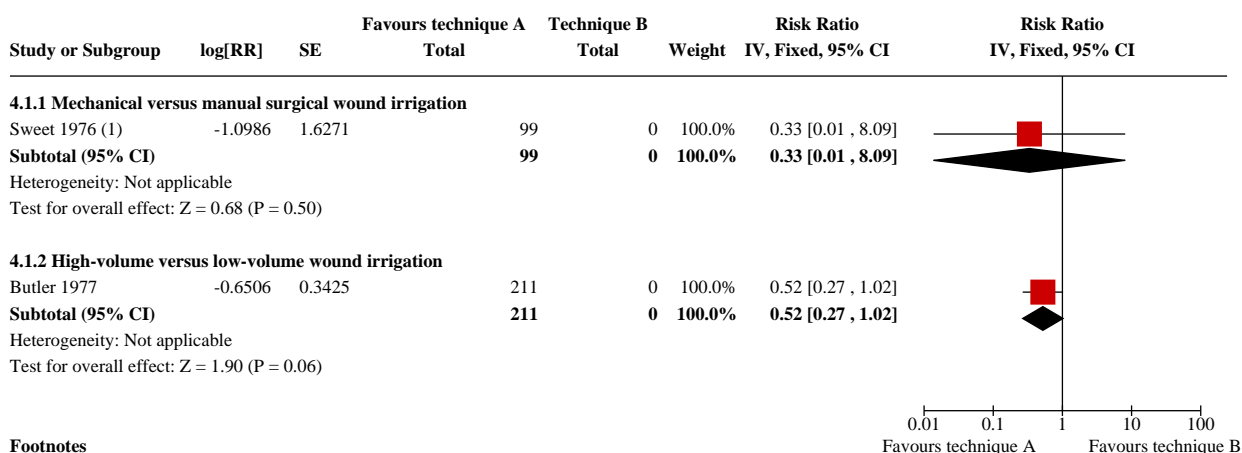 Favours technique A Technique B Risk Ratio Risk Ratio
Study or Subgroup log[RR] SE Total Total Weight IV, Fixed, 95% CI IV, Fixed, 95% CI
4.1.1 Mechanical versus manual surgical wound irrigation
Sweet 1976 (1) -1.0986 1.6271 99 0 100.0% 0.33 [0.01 , 8.09]
Subtotal (95% CI) 99 0 100.0% 0.33 [0.01 , 8.09]
Heterogeneity: Not applicable
Test for overall effect: Z = 0.68 (P = 0.50)
4.1.2 High-volume versus low-volume wound irrigation
Butler 1977 -0.6506 0.3425 211 0 100.0% 0.52 [0.27 , 1.02]
Subtotal (95% CI) 211 0 100.0% 0.52 [0.27 , 1.02]
Heterogeneity: Not applicable
Test for overall effect: Z = 1.90 (P = 0.06)
0.01 0.1 1 10 100
Footnotes Favours technique A Favours technique B